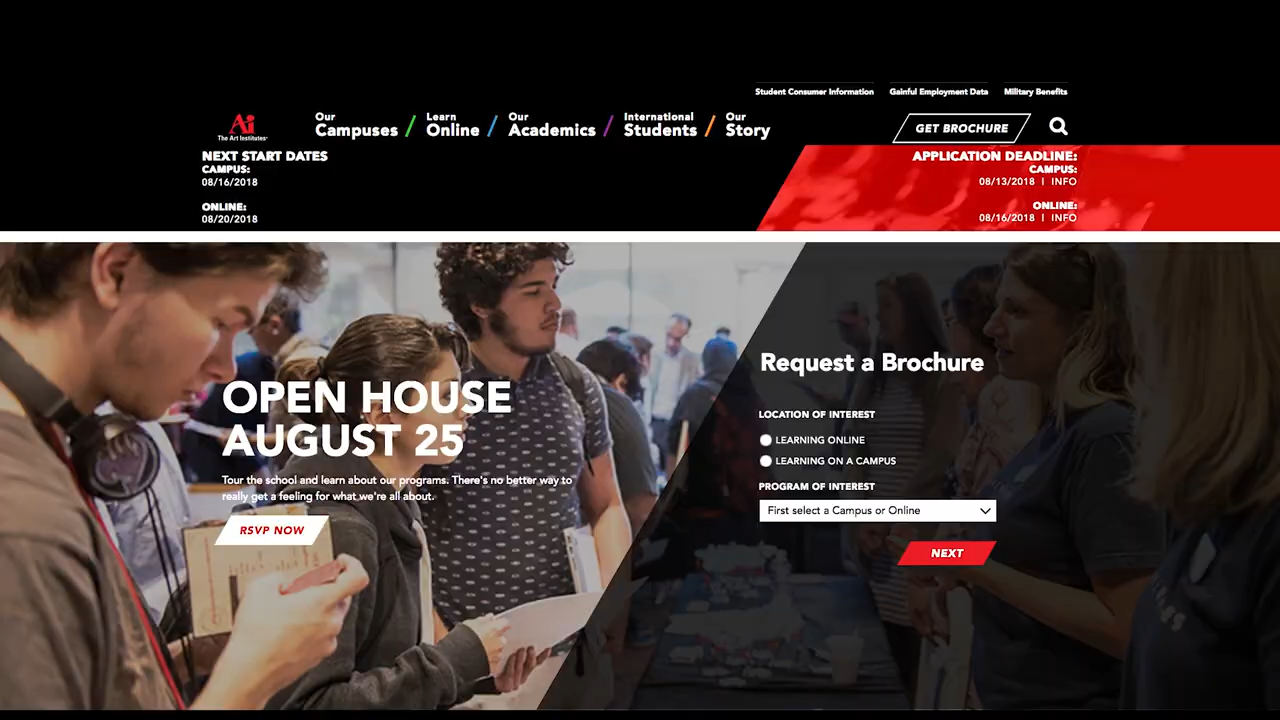 Student Consumer Information
Gainful Employment Data
Military Benefits
Ai
The Art Institutes
Our
Campuses
Learn
Online
Our
Academics
International
Students
Our
Story
GET BROCHURE
NEXT START DATES
CAMPUS:
08/16/2018
ONLINE:
08/20/2018
APPLICATION DEADLINE:
CAMPUS:
08/13/2018 | INFO
ONLINE:
08/16/2018 | INFO
OPEN HOUSE
AUGUST 25
Tour the school and learn about our programs. There's no better way to
really get a feeling for what we're all about.
RSVP NOW
Request a Brochure
LOCATION OF INTEREST
LEARNING ONLINE
LEARNING ON A CAMPUS
PROGRAM OF INTEREST
First select a Campus or Online
NEXT